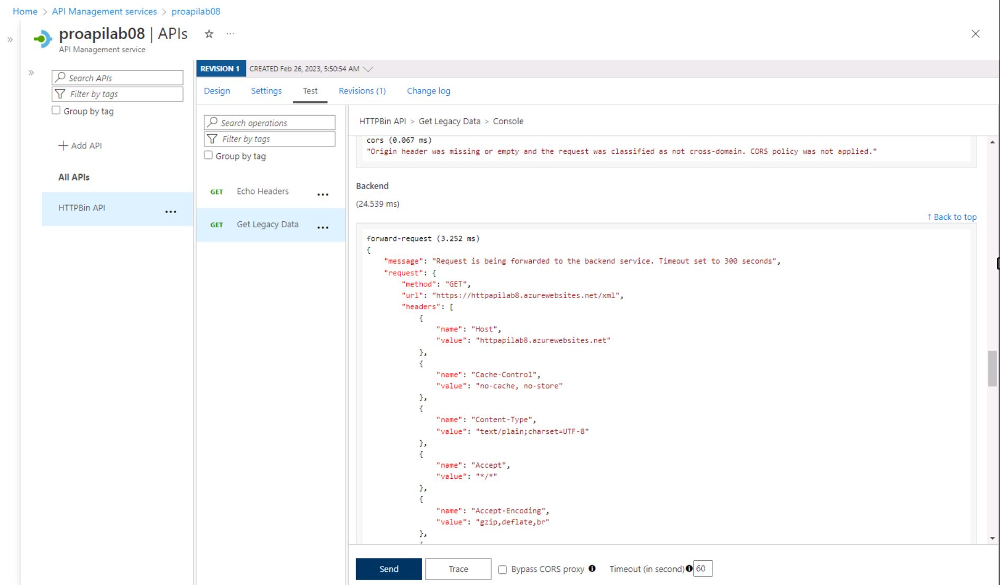 Home > API Management services > proapilab08
proapilab08 | APIs
API Management service
Search APIs
Filter by tags
Group by tag
Add API
All APIs
HTTPBin API
REVISION 1 CREATED Feb 26, 2023, 5:50:54 AM
Design Settings Test Revisions (1) Change log
Search operations
Filter by tags
Group by tag
GET Echo Headers
GET Get Legacy Data
HTTPBin API > Get Legacy Data > Console
cors (0.067 ms)
"Origin header was missing or empty and the request was classified as not cross-domain. CORS policy was not applied."
Backend
(24.539 ms)
↑ Back to top
forward-request (3.252 ms)
{
"message": "Request is being forwarded to the backend service. Timeout set to 300 seconds",
"request": {
"method": "GET",
"url": "https://httpapilab8.azurewebsites.net/xml",
"headers": [
{
"name": "Host",
"value": "httpapilab8.azurewebsites.net"
},
{
"name": "Cache-Control",
"value": "no-cache, no-store"
},
{
"name": "Content-Type",
"value": "text/plain;charset=UTF-8"
},
{
"name": "Accept",
"value": "*/*"
},
{
"name": "Accept-Encoding",
"value": "gzip,deflate,br"
},
{
Send Trace Bypass CORS proxy Timeout (in second) 60